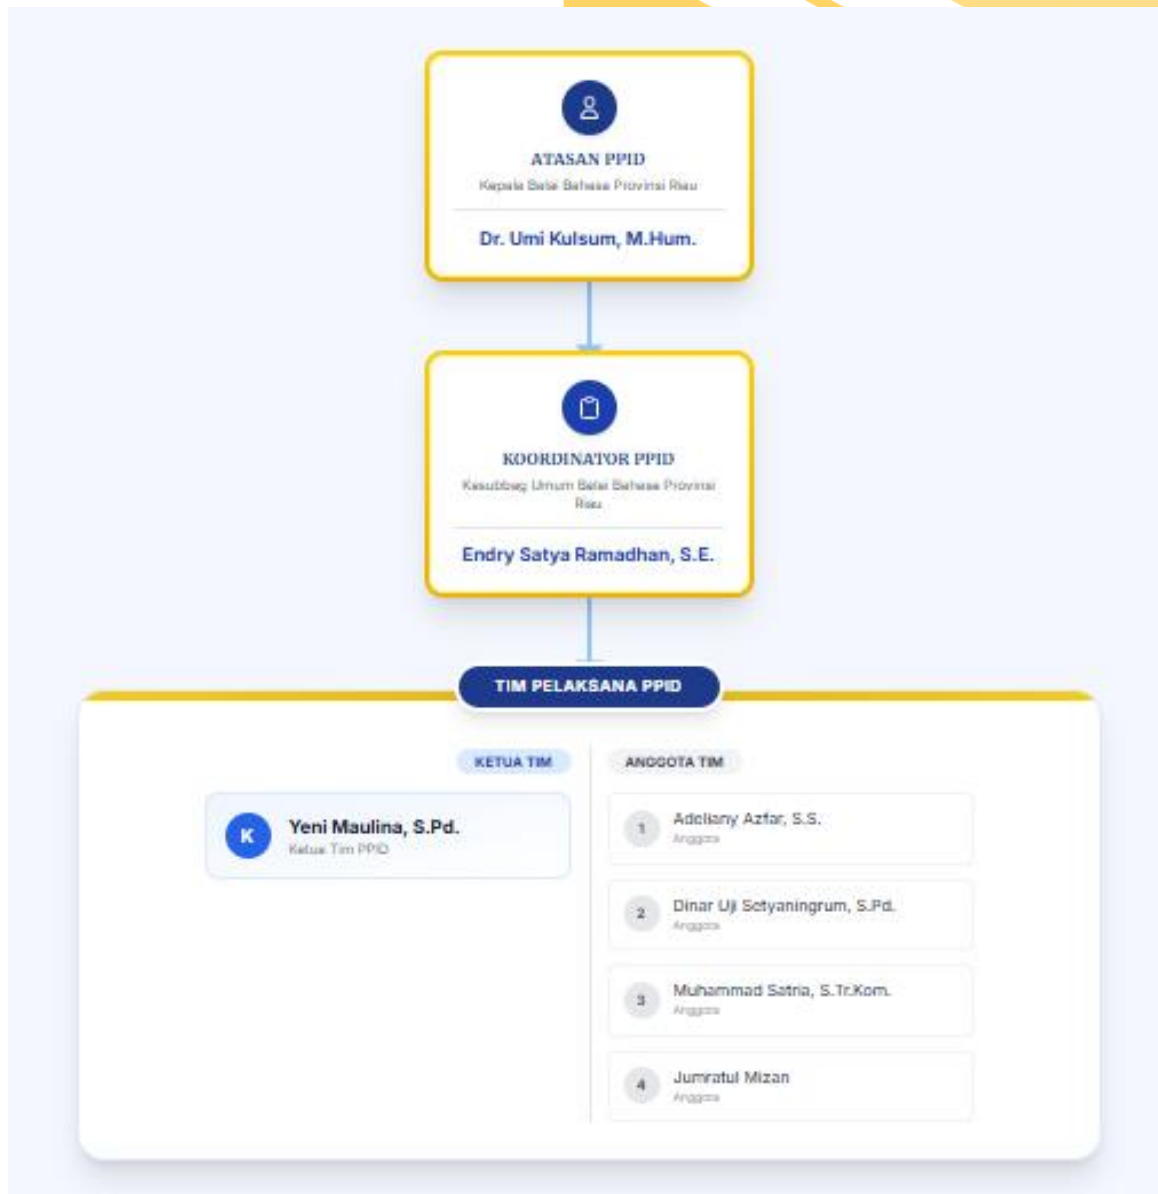 ATASAN PPID
Kepala Balai Bahasa Provinsi Riau
Dr. Umi Kulsum, M.Hum.
KOORDINATOR PPID
Kasubbag Umum Balai Bahasa Provinsi
Riau
Endry Satya Ramadhan, S.E.
TIM PELAKSANA PPID
KETUA TIM
K
Yeni Maulina, S.Pd.
Ketua Tim PPID
ANGGOTA TIM
1
Adeliany Azfar, S.S.
Anggota
2
Dinar Uji Setyaningrum, S.Pd.
Anggota
3
Muhammad Satria, S.Tr.Kom.
Anggota
4
Jumratul Mizan
Anggota